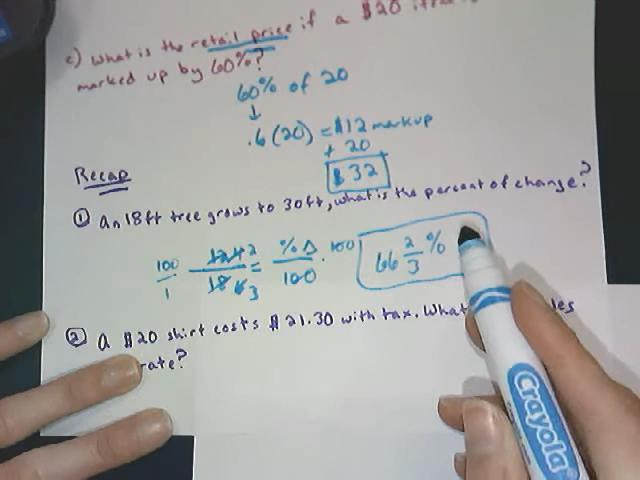 c) What is the retail price if a $20 item is
marked up by 60%?
60% of 20
↓
.6(20) = $12 markup
+ 20
$32
Recap
① An 18ft tree grows to 30ft, what is the percent of change?
100 12 4 2 = % Δ . 100 66 2/3 %
1 18 6 3 100
② A $20 shirt costs $21.30 with tax. What
rate?
Crayola